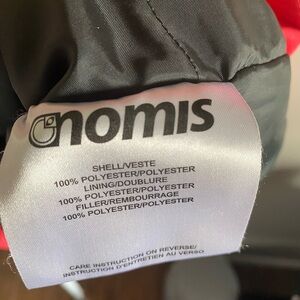 Gnomis
SHELL/VESTE
100% POLYESTER/POLYESTER
LINING/DOUBLURE
100% POLYESTER/POLYESTER
FILLER/REMBOURRAGE
100% POLYESTER/POLYESTER
CARE INSTRUCTION ON REVERSE/
INSTRUCTION D'ENTRETIEN AU VERSO